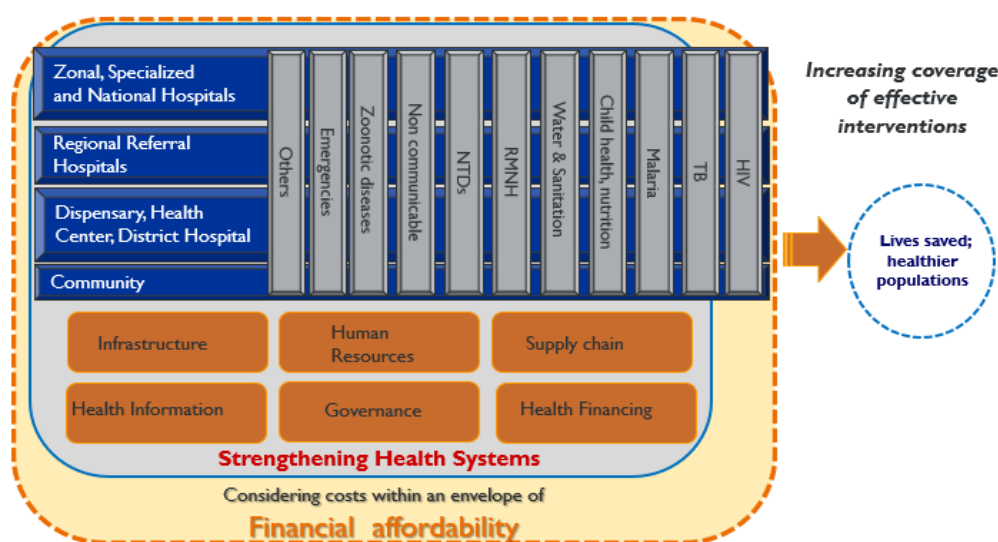 Zonal, Specialized
and National Hospitals
Regional Referral
Hospitals
Dispensary, Health
Center, District Hospital
Community
Others
Emergencies
Zoonotic diseases
Non communicable
NTDs
RMNH
Water & Sanitation
Child health, nutrition
Malaria
TB
HIV
Increasing coverage
of effective
interventions
Lives saved;
healthier
populations
Infrastructure
Human
Resources
Supply chain
Health Information
Governance
Health Financing
Strengthening Health Systems
Considering costs within an envelope of
Financial affordability